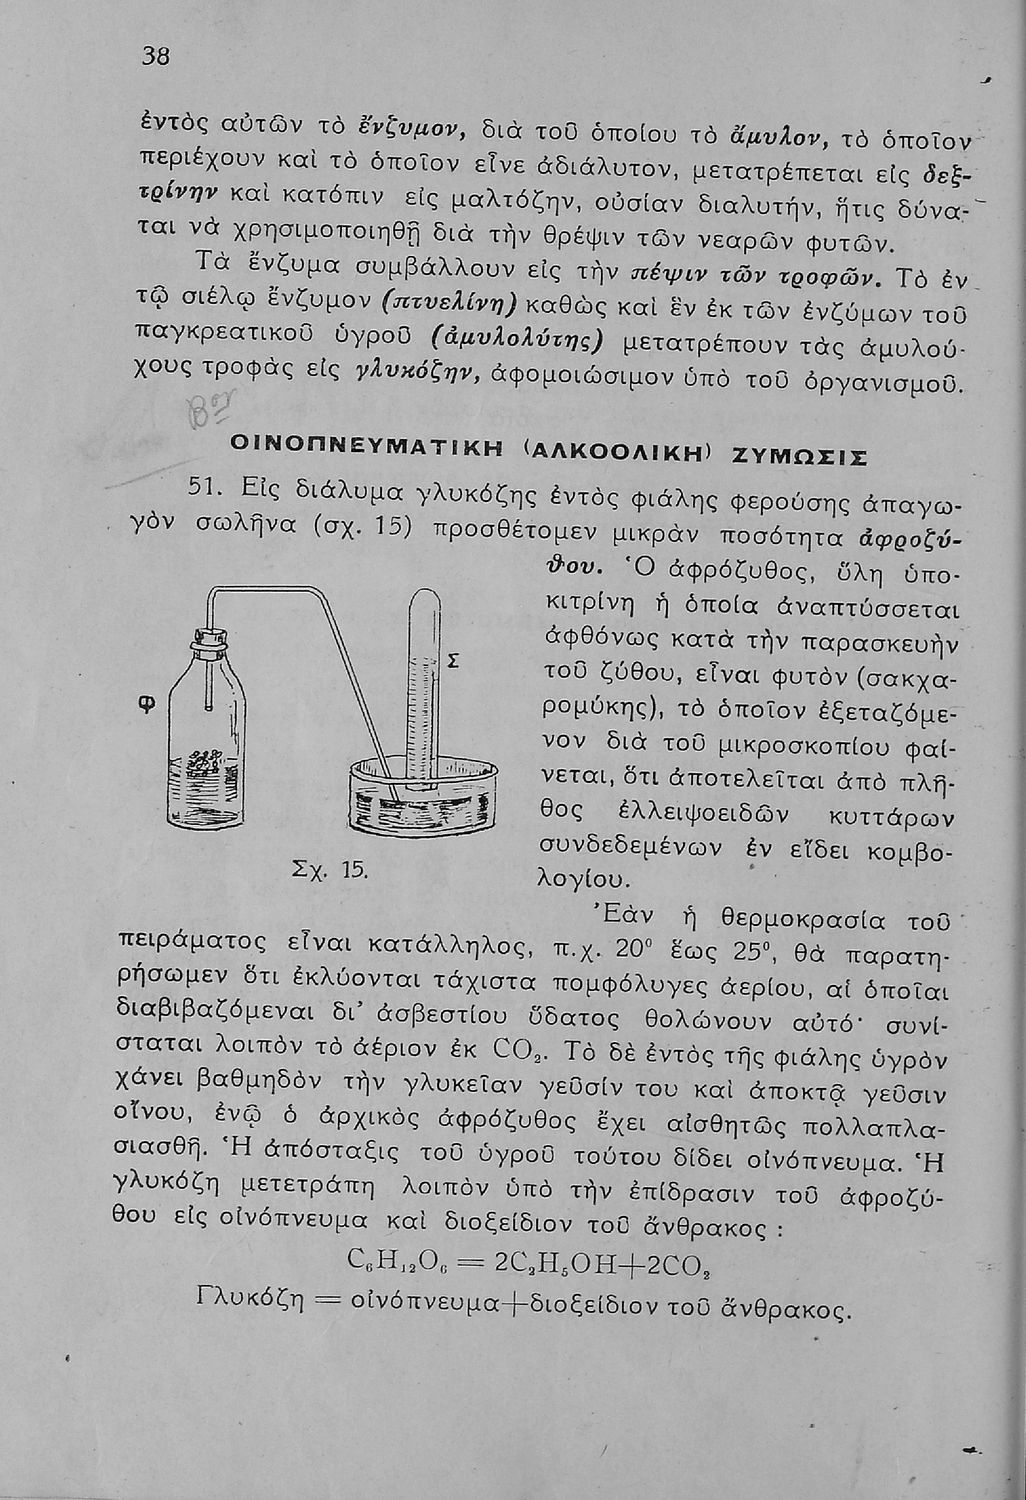 38
ἐντὸς αὐτῶν τὸ ἔνζυμον, διὰ τοῦ ὁποίου τὸ ἄμυλον, τὸ ὁποῖον
περιέχουν καὶ τὸ ὁποῖον εἶνε ἀδιάλυτον, μετατρέπεται εἰς δεξ-
τρίνην καὶ κατόπιν εἰς μαλτόζην, οὐσίαν διαλυτήν, ἥτις δύνα-
ται νὰ χρησιμοποιηθῇ διὰ τὴν θρέψιν τῶν νεαρῶν φυτῶν.
Τὰ ἔνζυμα συμβάλλουν εἰς τὴν πέψιν τῶν τροφῶν. Τὸ ἐν
τῷ σιέλῳ ἔνζυμον (πτυελίνη) καθὼς καὶ ἓν ἐκ τῶν ἐνζύμων τοῦ
παγκρεατικοῦ ὑγροῦ (ἀμυλολύτης) μετατρέπουν τὰς ἀμυλού-
χους τροφὰς εἰς γλυκόζην, ἀφομοιώσιμον ὑπὸ τοῦ ὀργανισμοῦ.
ΟΙΝΟΠΝΕΥΜΑΤΙΚΗ (ΑΛΚΟΟΛΙΚΗ) ΖΥΜΩΣΙΣ
51. Εἰς διάλυμα γλυκόζης ἐντὸς φιάλης φερούσης ἀπαγω-
γὸν σωλῆνα (σχ. 15) προσθέτομεν μικρὰν ποσότητα ἀφροζύ-
θου. Ὁ ἀφρόζυθος, ὕλη ὑπο-
κιτρίνη ἡ ὁποία ἀναπτύσσεται
ἀφθόνως κατὰ τὴν παρασκευὴν
τοῦ ζύθου, εἶναι φυτὸν (σακχα-
ρομύκης), τὸ ὁποῖον ἐξεταζόμε-
νον διὰ τοῦ μικροσκοπίου φαί-
νεται, ὅτι ἀποτελεῖται ἀπὸ πλῆ-
θος ἐλλειψοειδῶν κυττάρων
συνδεδεμένων ἐν εἴδει κομβο-
λογίου.
Φ
Σ
Σχ. 15.
Ἐὰν ἡ θερμοκρασία τοῦ
πειράματος εἶναι κατάλληλος, π.χ. 20° ἕως 25°, θὰ παρατη-
ρήσωμεν ὅτι ἐκλύονται τάχιστα πομφόλυγες ἀερίου, αἱ ὁποῖαι
διαβιβαζόμεναι δι’ ἀσβεστίου ὕδατος θολώνουν αὐτό· συνί-
σταται λοιπὸν τὸ ἀέριον ἐκ CO₂. Τὸ δὲ ἐντὸς τῆς φιάλης ὑγρὸν
χάνει βαθμηδὸν τὴν γλυκεῖαν γεῦσίν του καὶ ἀποκτᾷ γεῦσιν
οἴνου, ἐνῷ ὁ ἀρχικὸς ἀφρόζυθος ἔχει αἰσθητῶς πολλαπλα-
σιασθῆ. Ἡ ἀπόσταξις τοῦ ὑγροῦ τούτου δίδει οἰνόπνευμα. Ἡ
γλυκόζη μετετράπη λοιπὸν ὑπὸ τὴν ἐπίδρασιν τοῦ ἀφροζύ-
θου εἰς οἰνόπνευμα καὶ διοξείδιον τοῦ ἄνθρακος :
C₆H₁₂O₆ = 2C₂H₅OH+2CO₂
Γλυκόζη = οἰνόπνευμα+διοξείδιον τοῦ ἄνθρακος.